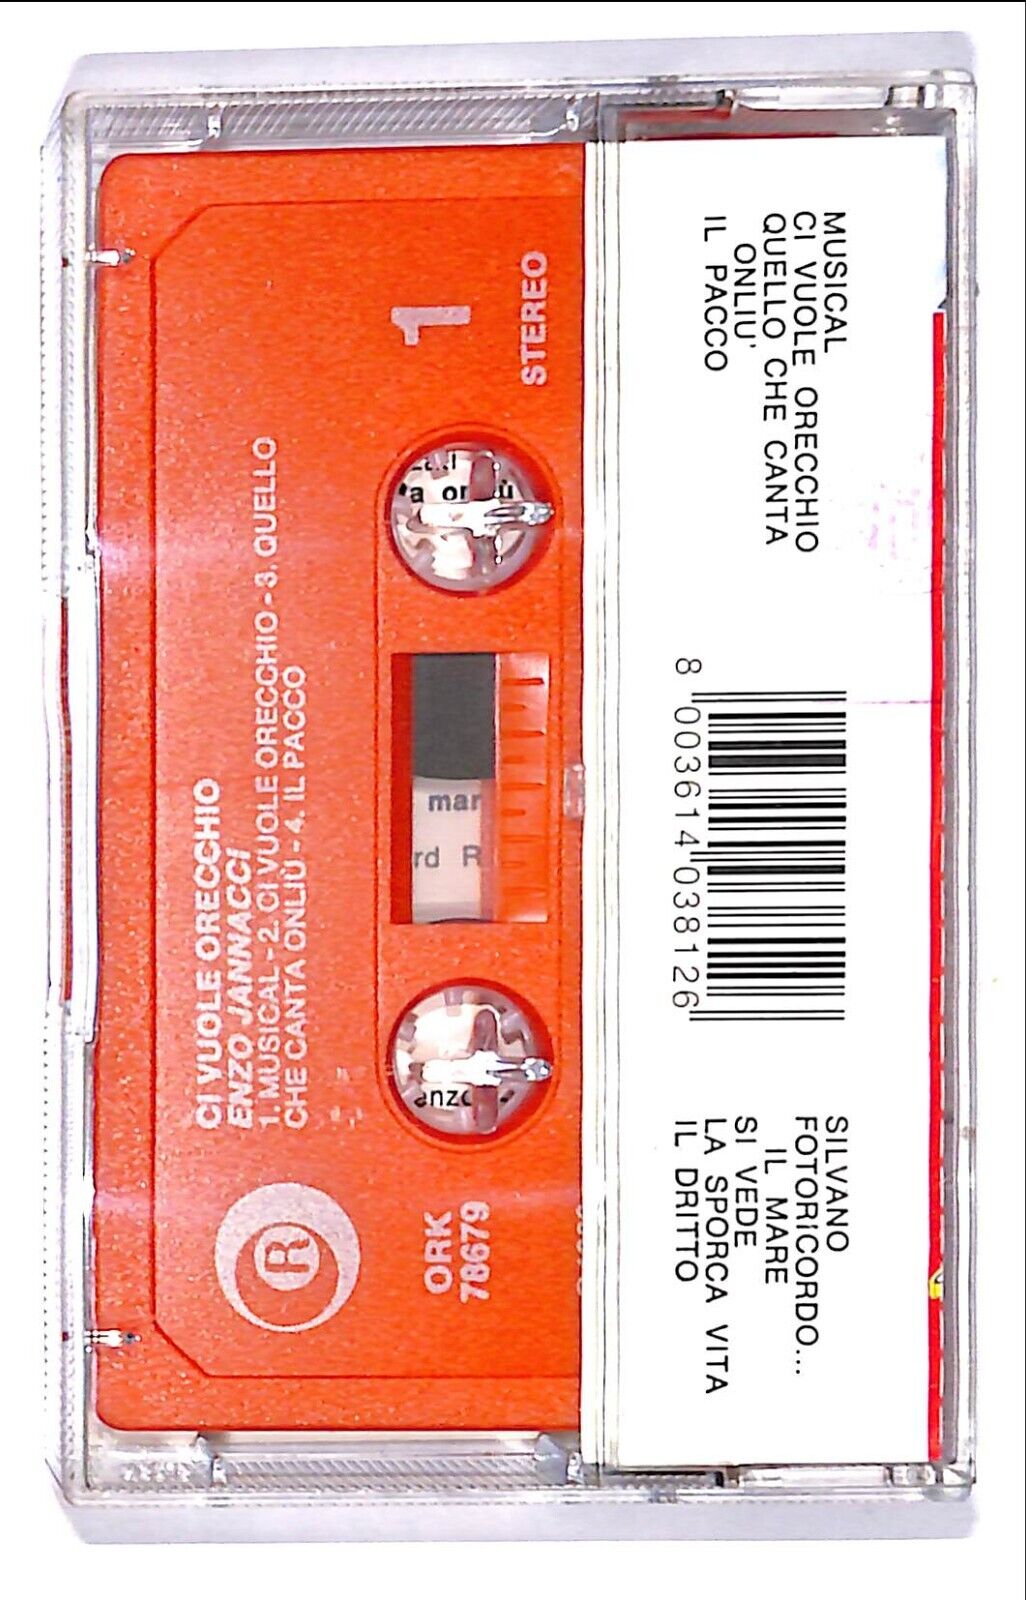 MUSICAL
CI VUOLE ORECCHIO
QUELLO CHE CANTA
ONLIU'
IL PACCO
8 003614 038126
SILVANO
FOTORICORDO...
IL MARE
SI VEDE
LA SPORCA VITA
IL DRITTO
1
STEREO
mar
rd R
CI VUOLE ORECCHIO
ENZO JANNACCI
1. MUSICAL - 2. CI VUOLE ORECCHIO - 3. QUELLO
CHE CANTA ONLIÙ - 4. IL PACCO
R
ORK
78679